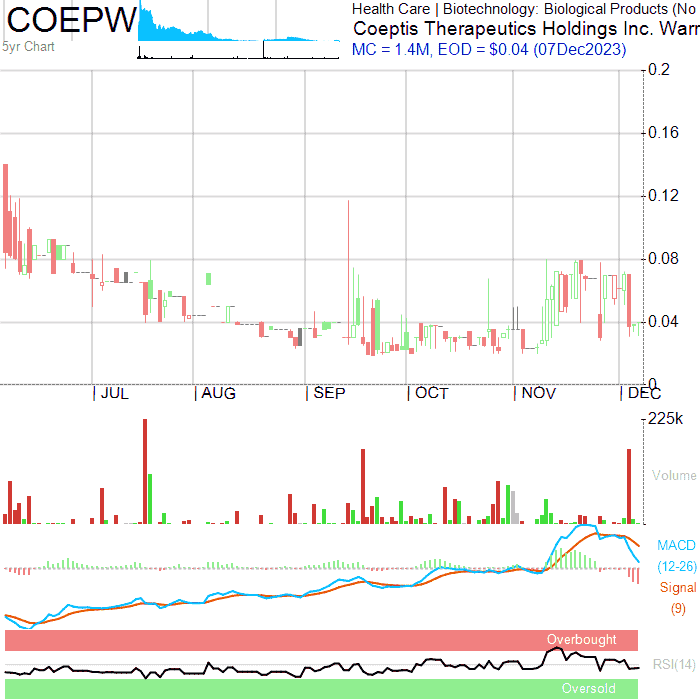 COEPW
5yr Chart
Health Care | Biotechnology: Biological Products (No
Coeptis Therapeutics Holdings Inc. Warr
MC = 1.4M, EOD = $0.04 (07Dec2023)
0.2
0.16
0.12
0.08
0.04
0
JUL AUG SEP OCT NOV DEC
225k
Volume
MACD
(12-26)
Signal
(9)
Overbought
RSI(14)
Oversold